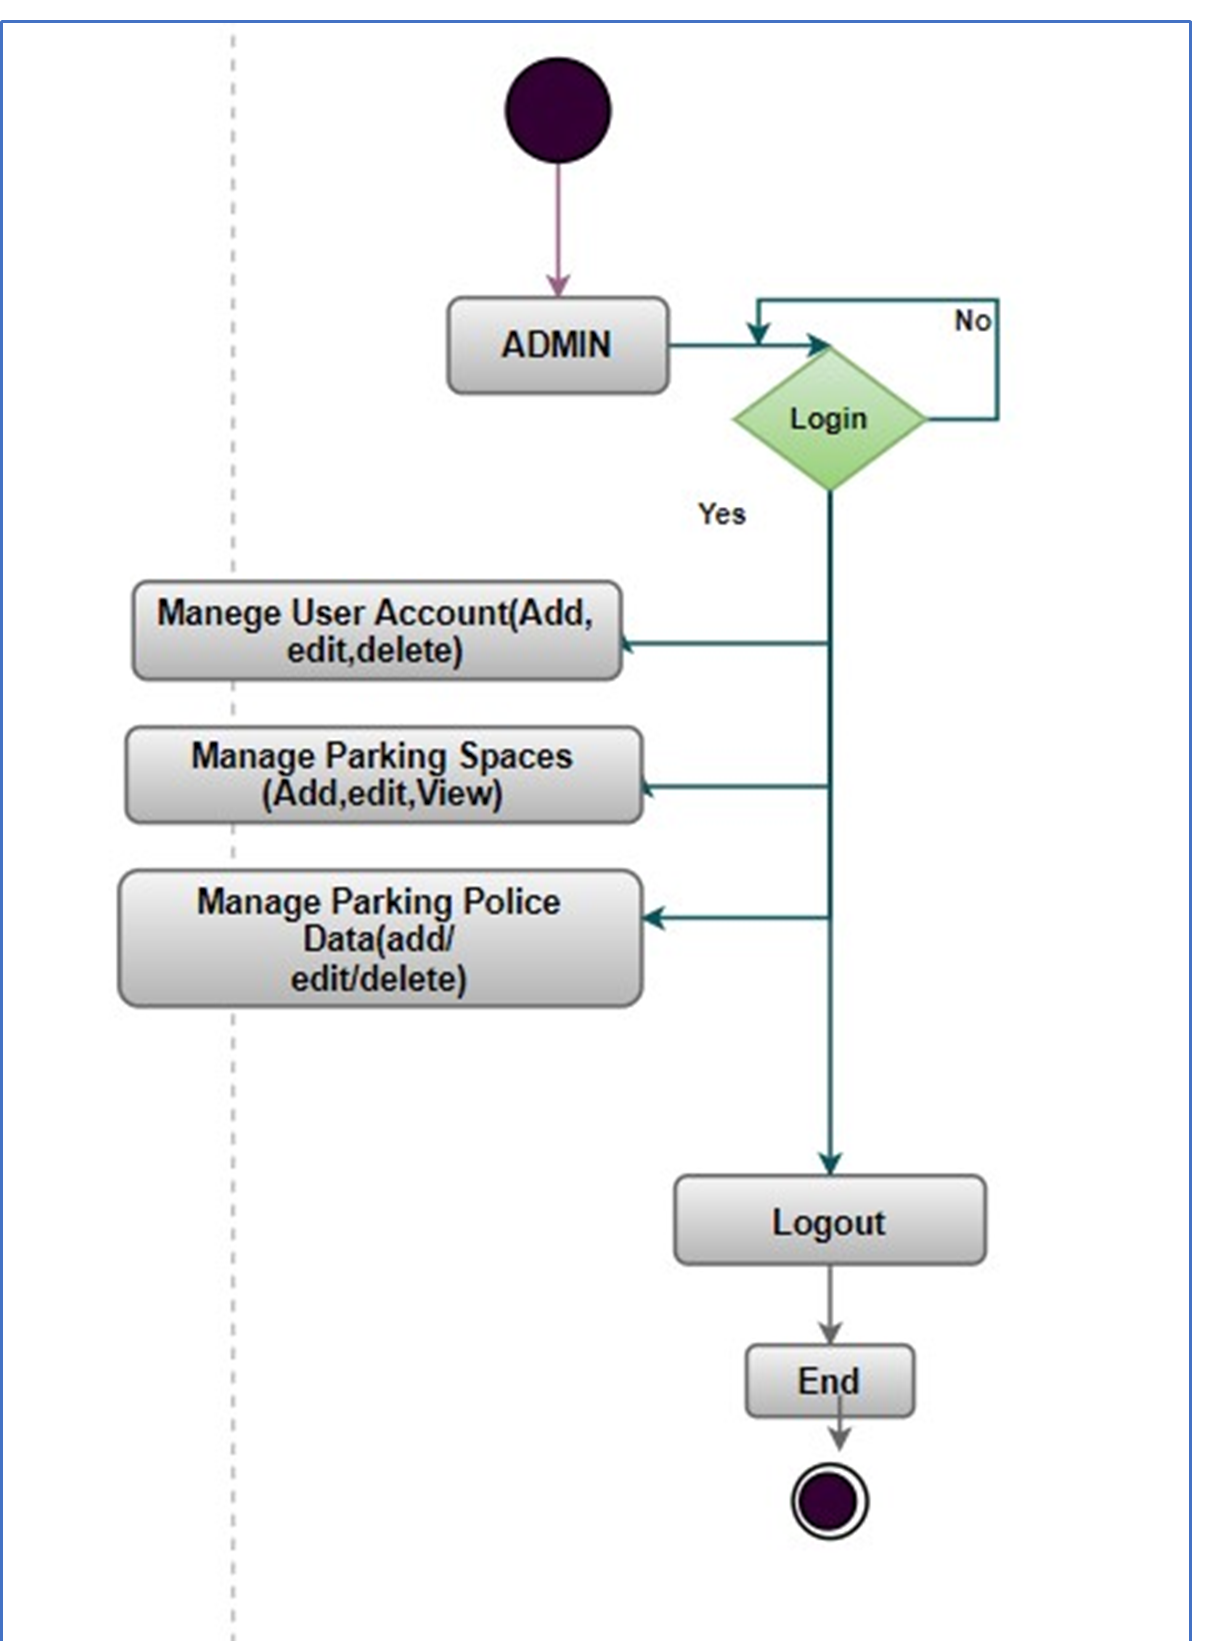 ADMIN
No
Login
Yes
Manege User Account(Add,
edit,delete)
Manage Parking Spaces
(Add,edit,View)
Manage Parking Police
Data(add/
edit/delete)
Logout
End